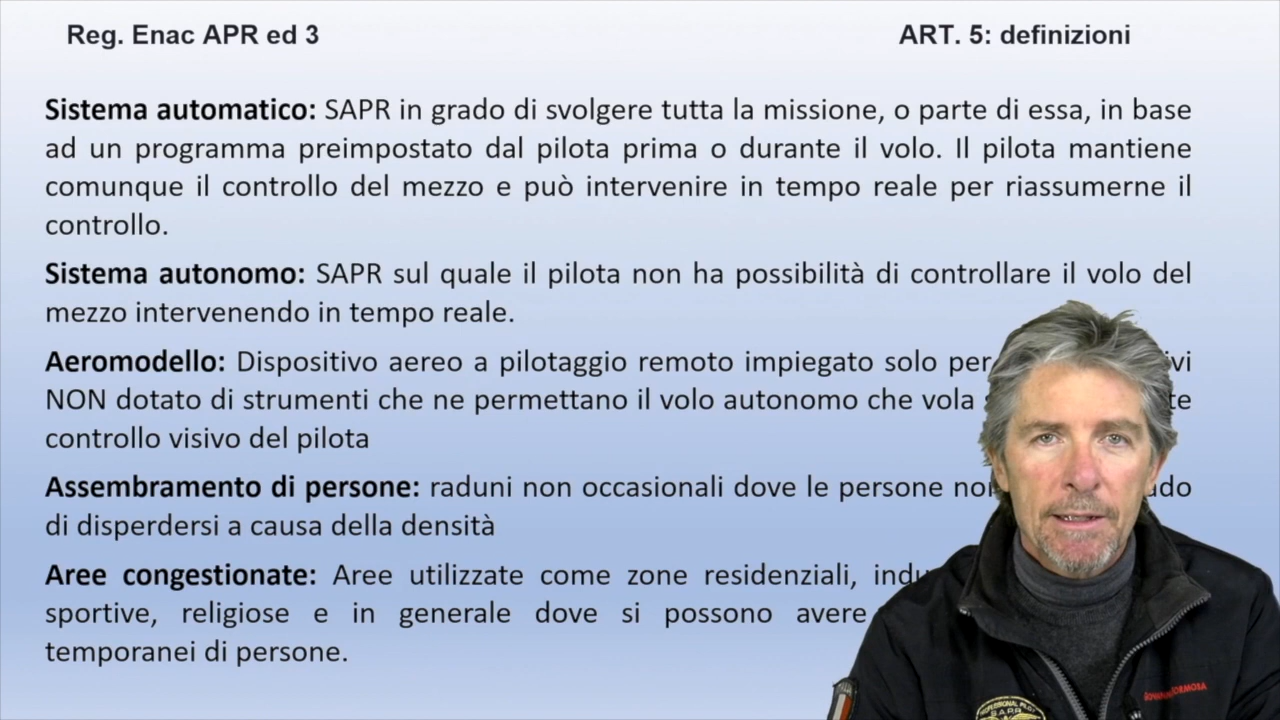 Reg. Enac APR ed 3
ART. 5: definizioni
Sistema automatico: SAPR in grado di svolgere tutta la missione, o parte di essa, in base
ad un programma preimpostato dal pilota prima o durante il volo. Il pilota mantiene
comunque il controllo del mezzo e può intervenire in tempo reale per riassumerne il
controllo.
Sistema autonomo: SAPR sul quale il pilota non ha possibilità di controllare il volo del
mezzo intervenendo in tempo reale.
Aeromodello: Dispositivo aereo a pilotaggio remoto impiegato solo per
NON dotato di strumenti che ne permettano il volo autonomo che vola
controllo visivo del pilota
Assembramento di persone: raduni non occasionali dove le persone
di disperdersi a causa della densità
Aree congestionate: Aree utilizzate come zone residenziali,
sportive, religiose e in generale dove si possono avere
temporanei di persone.
PROFESSIONAL PILOT
S.A.P.R.